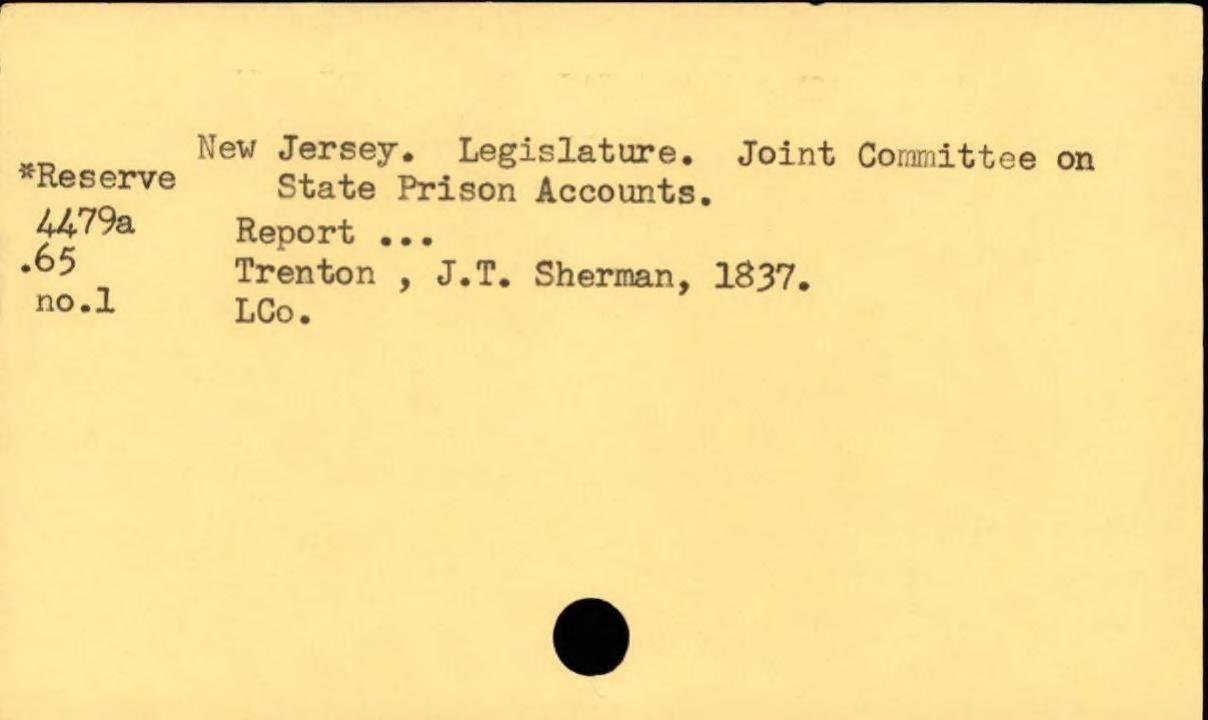 New Jersey. Legislature. Joint Committee on
*Reserve
State Prison Accounts.
4479a
Report ...
.65
Trenton , J.T. Sherman, 1837.
no.1
LCo.